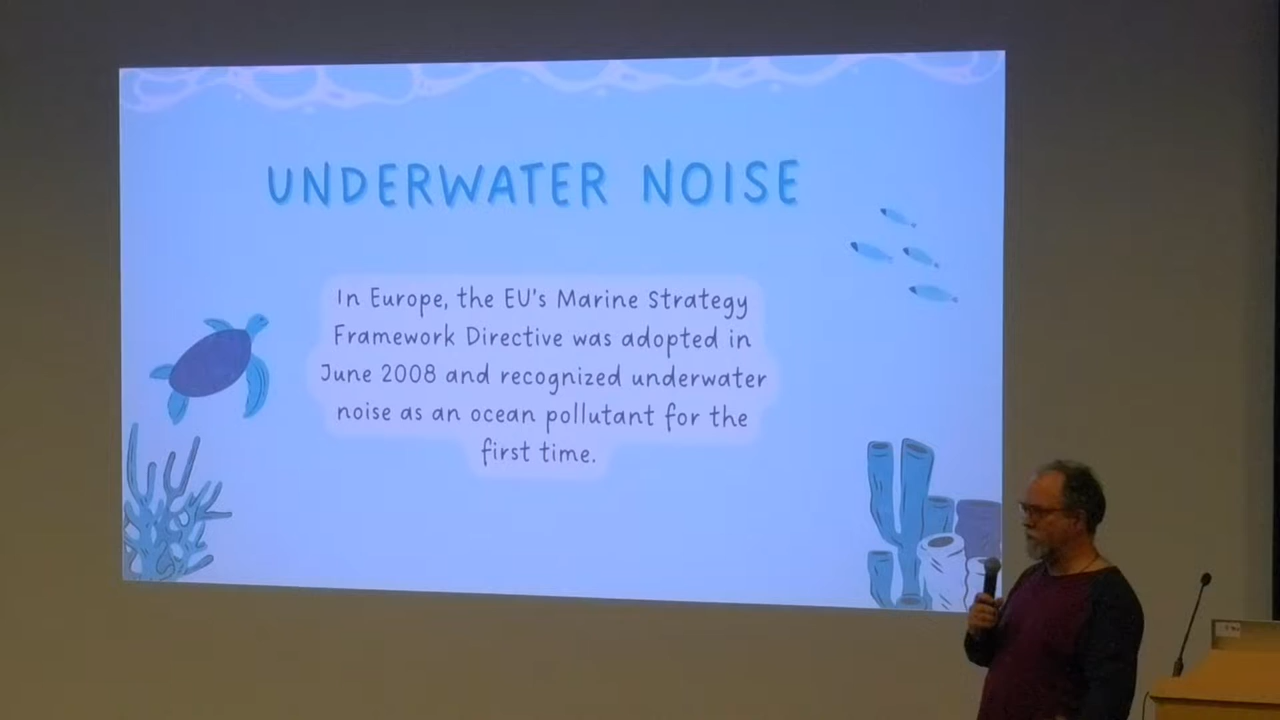 UNDERWATER NOISE
In Europe, the EU's Marine Strategy
Framework Directive was adopted in
June 2008 and recognized underwater
noise as an ocean pollutant for the
first time.